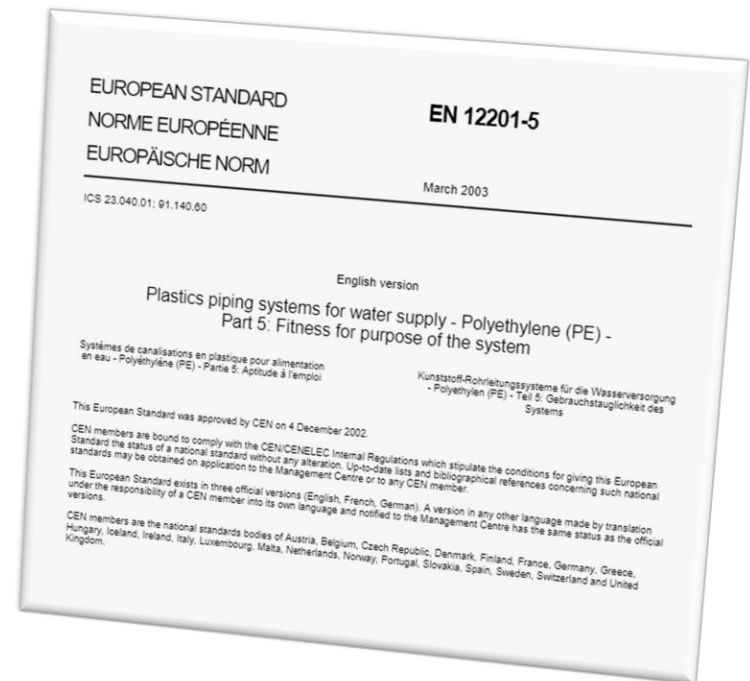 EUROPEAN STANDARD
NORME EUROPÉENNE
EUROPÄISCHE NORM
EN 12201-5
March 2003
ICS 23.040.01; 91.140.60
English version
Plastics piping systems for water supply - Polyethylene (PE) -
Part 5: Fitness for purpose of the system
Systèmes de canalisations en plastique pour alimentation
en eau - Polyéthylène (PE) - Partie 5: Aptitude à l'emploi
Kunststoff-Rohrleitungssysteme für die Wasserversorgung
- Polyethylen (PE) - Teil 5: Gebrauchstauglichkeit des
Systems
This European Standard was approved by CEN on 4 December 2002.
CEN members are bound to comply with the CEN/CENELEC Internal Regulations which stipulate the conditions for giving this European
Standard the status of a national standard without any alteration. Up-to-date lists and bibliographical references concerning such national
standards may be obtained on application to the Management Centre or to any CEN member.
This European Standard exists in three official versions (English, French, German). A version in any other language made by translation
under the responsibility of a CEN member into its own language and notified to the Management Centre has the same status as the official
versions.
CEN members are the national standards bodies of Austria, Belgium, Czech Republic, Denmark, Finland, France, Germany, Greece,
Hungary, Iceland, Ireland, Italy, Luxembourg, Malta, Netherlands, Norway, Portugal, Slovakia, Spain, Sweden, Switzerland and United
Kingdom.